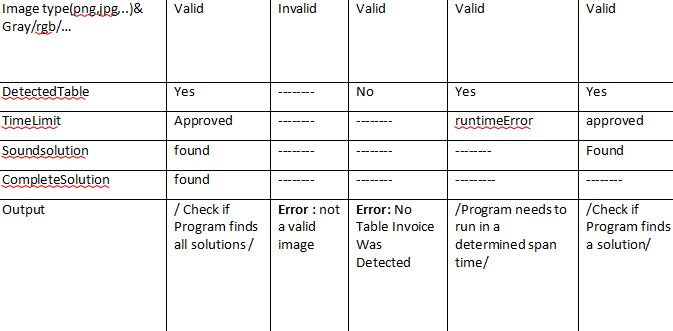 Image type(png,jpg,..)& Valid Invalid Valid Valid Valid
Gray/rgb/...
DetectedTable Yes -------- No Yes Yes
TimeLimit Approved -------- -------- runtimeError approved
Soundsolution found -------- -------- -------- Found
CompleteSolution found -------- -------- --------- --------
Output / Check if Program finds all solutions / Error : not a valid image Error: No Table Invoice Was Detected /Program needs to run in a determined span time/ /Check if Program finds a solution/